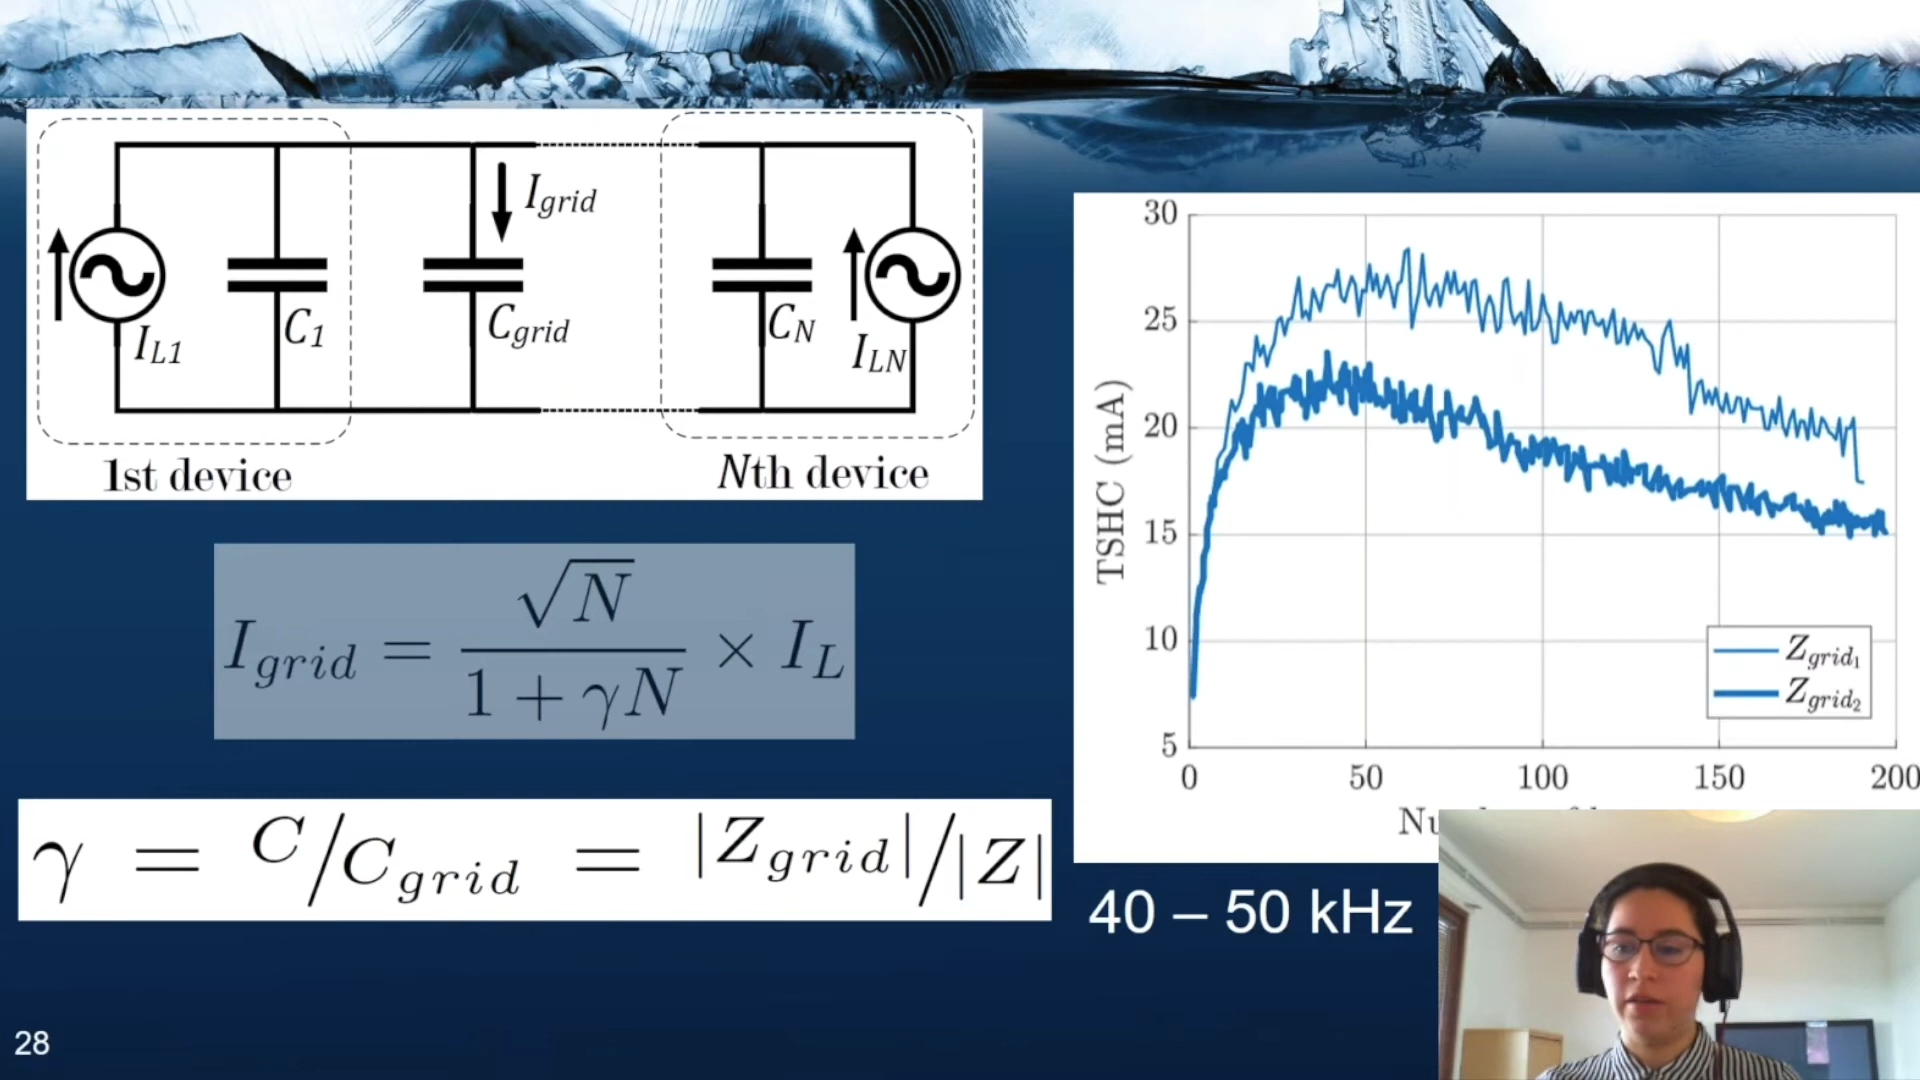 I_grid
I_L1
C_1
C_grid
C_N
I_LN
1st device
Nth device
I_grid = √N / (1 + γN) × I_L
γ = C/C_grid = |Z_grid|/|Z|
TSHC (mA)
30
25
20
15
10
5
0 50 100 150 200
Z_grid₁
Z_grid₂
40 – 50 kHz
28